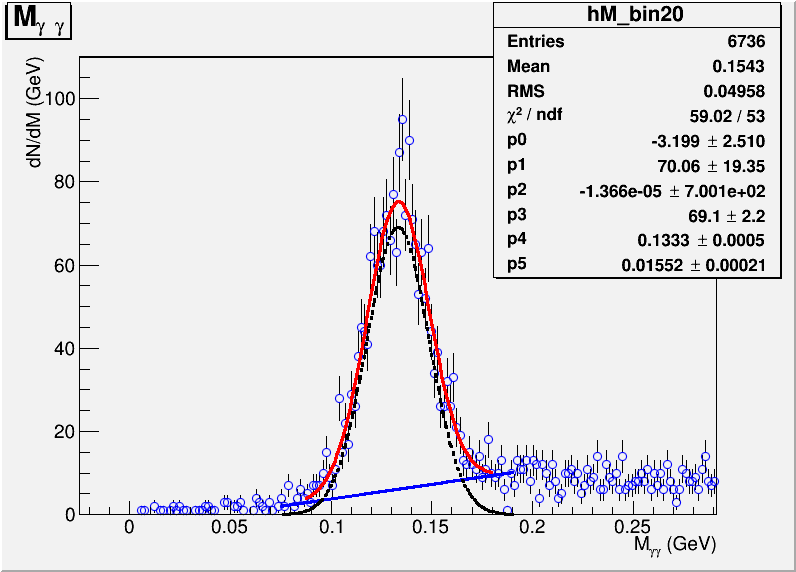 Mγ γ
hM_bin20
Entries 6736
Mean 0.1543
RMS 0.04958
χ² / ndf 59.02 / 53
p0 -3.199 ± 2.510
p1 70.06 ± 19.35
p2 -1.366e-05 ± 7.001e+02
p3 69.1 ± 2.2
p4 0.1333 ± 0.0005
p5 0.01552 ± 0.00021
dN/dM (GeV)
100
80
60
40
20
0
0 0.05 0.1 0.15 0.2 0.25
Mγγ (GeV)